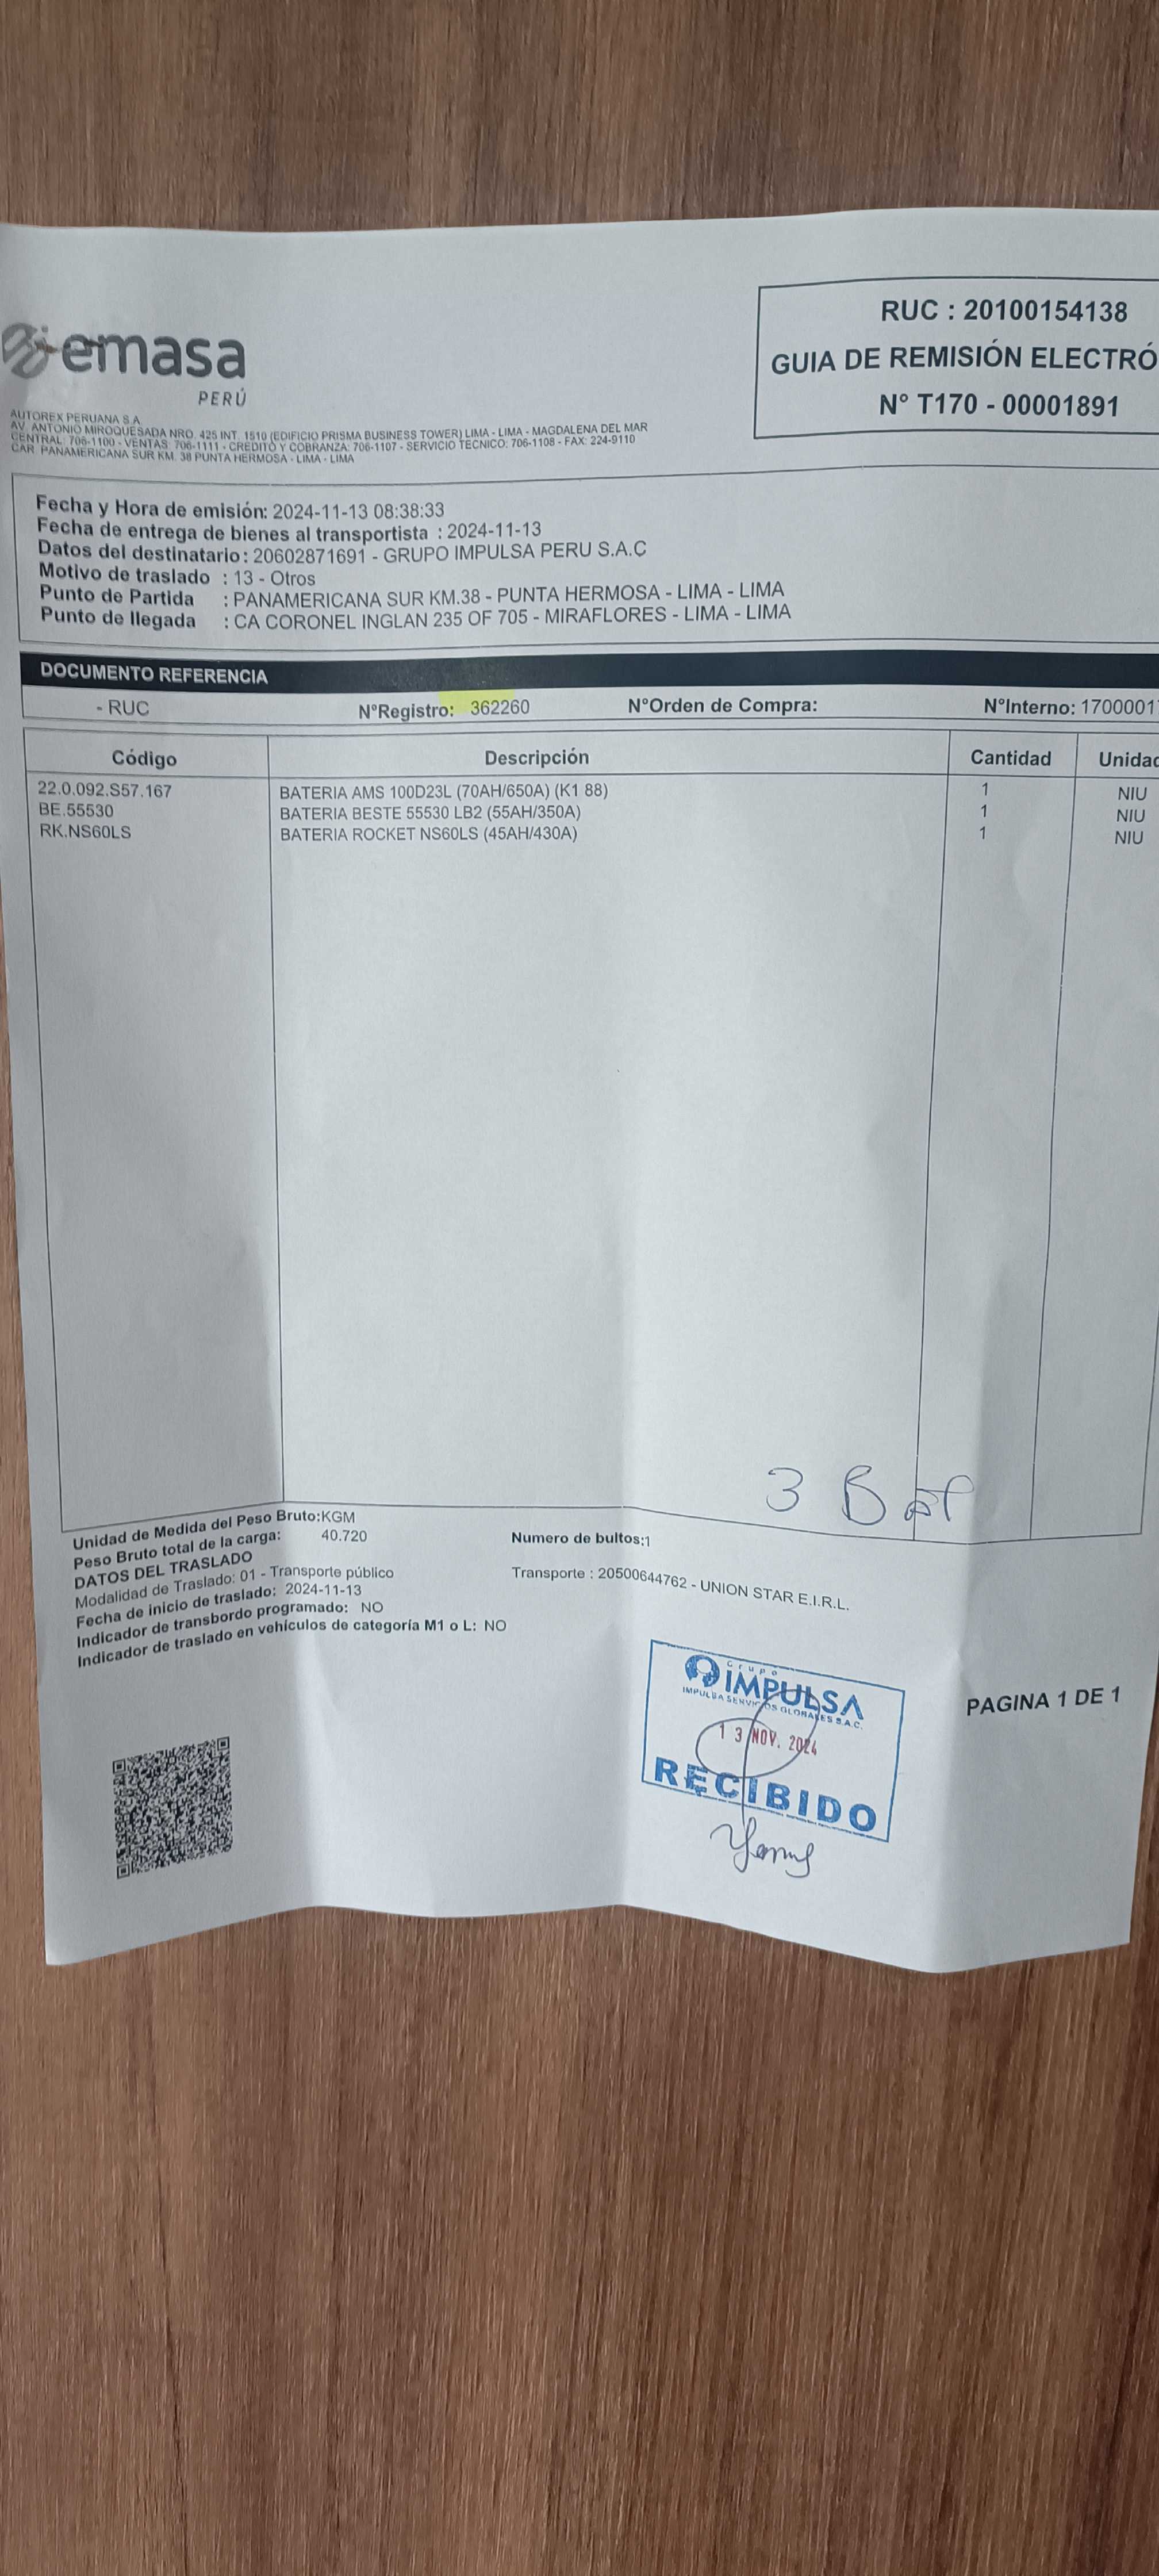 RUC : 20100154138
GUIA DE REMISIÓN ELECTRÓ
N° T170 - 00001891
emasa
PERÚ
AUTOREX PERUANA S.A.
AV. ANTONIO MIROQUESADA NRO. 425 INT. 1510 (EDIFICIO PRISMA BUSINESS TOWER) LIMA - LIMA - MAGDALENA DEL MAR
CENTRAL: 706-1100 - VENTAS: 706-1111 - CREDITO Y COBRANZA: 706-1107 - SERVICIO TECNICO: 706-1108 - FAX: 224-9110
CAR. PANAMERICANA SUR KM. 38 PUNTA HERMOSA - LIMA - LIMA
Fecha y Hora de emisión: 2024-11-13 08:38:33
Fecha de entrega de bienes al transportista : 2024-11-13
Datos del destinatario : 20602871691 - GRUPO IMPULSA PERU S.A.C
Motivo de traslado : 13 - Otros
Punto de Partida : PANAMERICANA SUR KM.38 - PUNTA HERMOSA - LIMA - LIMA
Punto de llegada : CA CORONEL INGLAN 235 OF 705 - MIRAFLORES - LIMA - LIMA
DOCUMENTO REFERENCIA
- RUC N°Registro: 362260 N°Orden de Compra: N°Interno: 1700001
Código Descripción Cantidad Unidad
22.0.092.S57.167 BATERIA AMS 100D23L (70AH/650A) (K1 88) 1 NIU
BE.55530 BATERIA BESTE 55530 LB2 (55AH/350A) 1 NIU
RK.NS60LS BATERIA ROCKET NS60LS (45AH/430A) 1 NIU
3 Bat
Unidad de Medida del Peso Bruto:KGM
Peso Bruto total de la carga: 40.720 Numero de bultos:1
DATOS DEL TRASLADO
Modalidad de Traslado: 01 - Transporte público Transporte : 20500644762 - UNION STAR E.I.R.L.
Fecha de inicio de traslado: 2024-11-13
Indicador de transbordo programado: NO
Indicador de traslado en vehículos de categoría M1 o L: NO
Grupo
IMPULSA
IMPULSA SERVICIOS GLOBALES S.A.C.
13 NOV. 2024
RECIBIDO
PAGINA 1 DE 1